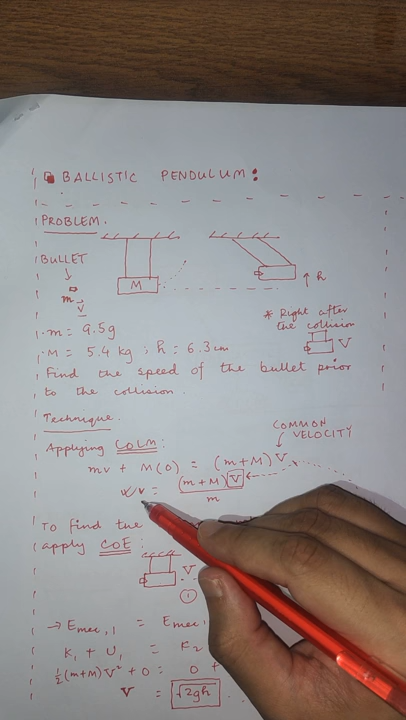 BALLISTIC PENDULUM:
PROBLEM.
BULLET
m
v
M
h
* Right after
the collision
V
m = 9.5g
M = 5.4 kg ; h = 6.3 cm
Find the speed of the bullet prior
to the collision.
Technique.
COMMON
VELOCITY
Applying COLM:
mv + M(0) = (m+M) V
v = (m+M) V
m
To find the
apply COE:
V
1
→ Emec,1 = Emec,
K1 + U1 =
1/2(m+M)V² + 0 = 0 +
V = √2gh